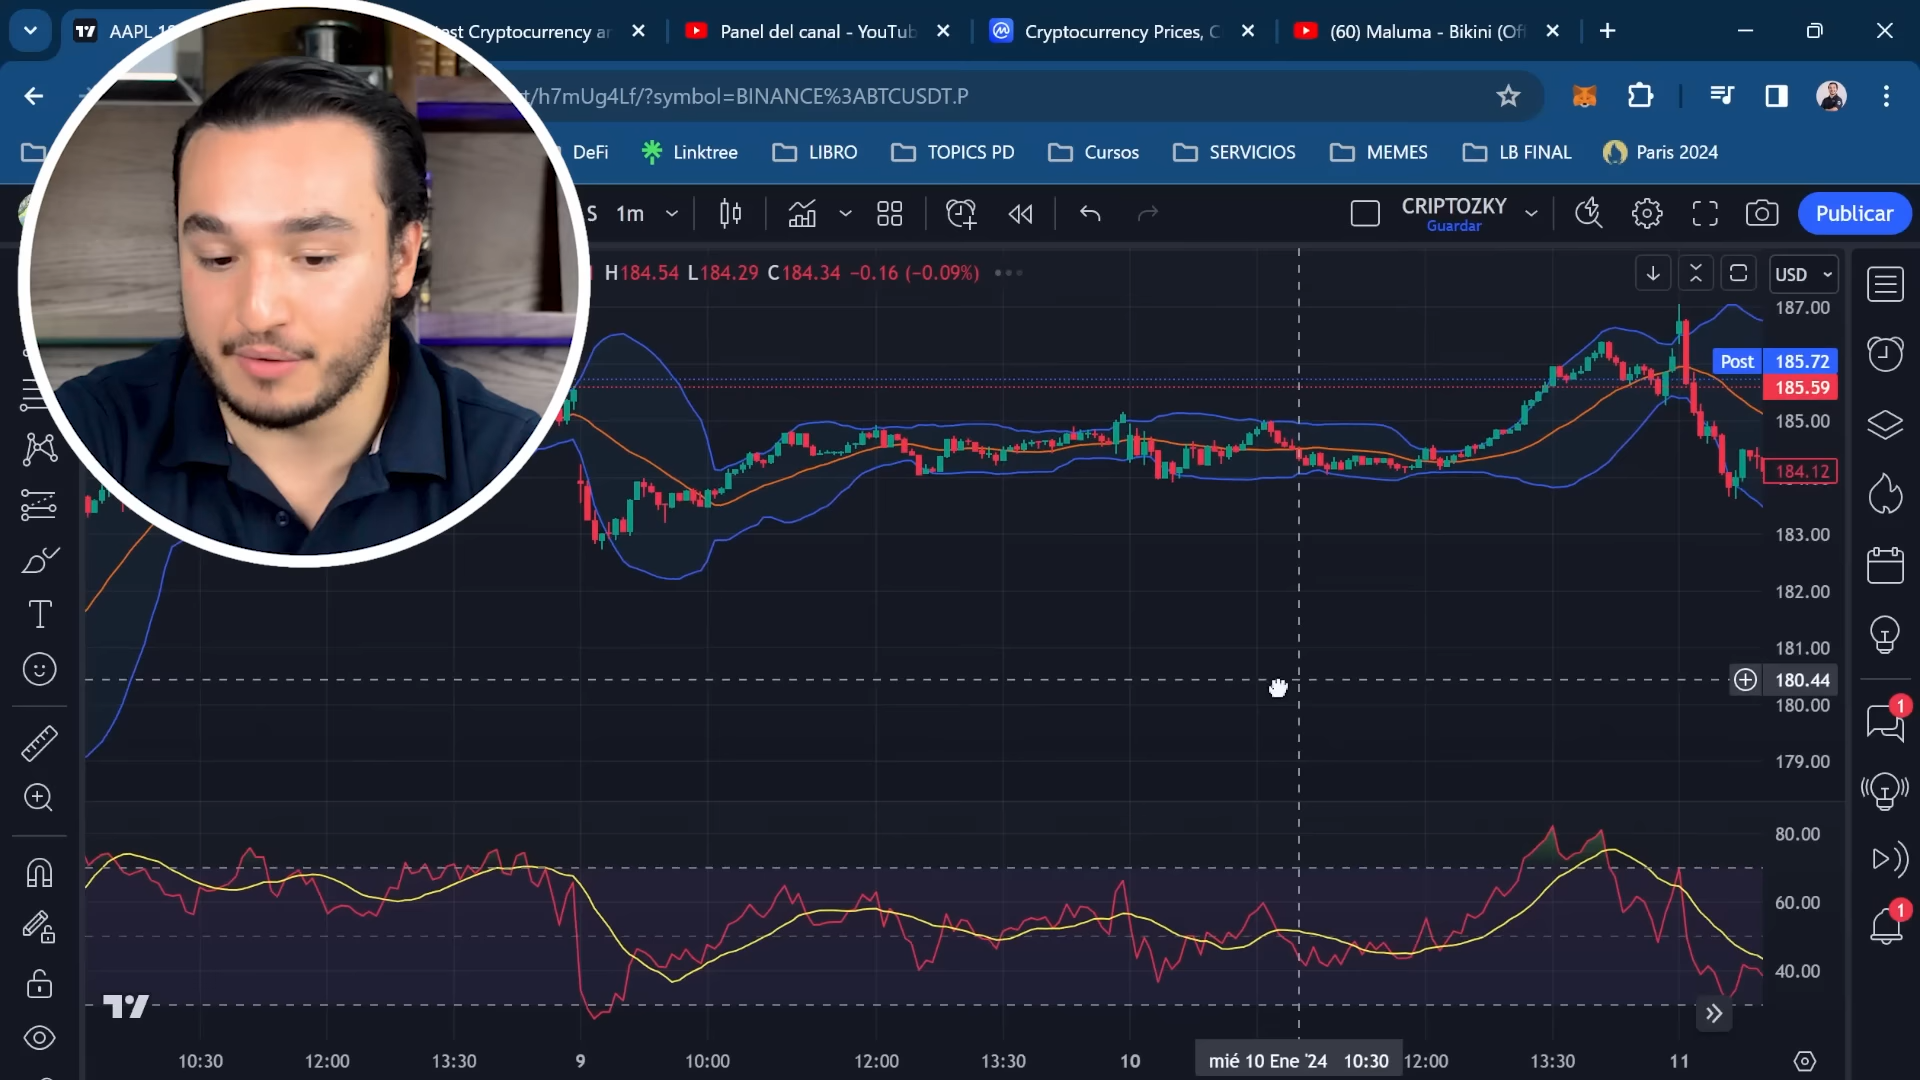 AAPL
est Cryptocurrency ar
Panel del canal - YouTub
Cryptocurrency Prices, C
(60) Maluma - Bikini (Of
t/h7mUg4Lf/?symbol=BINANCE%3ABTCUSDT.P
DeFi
Linktree
LIBRO
TOPICS PD
Cursos
SERVICIOS
MEMES
LB FINAL
Paris 2024
S
1m
CRIPTOZKY
Guardar
Publicar
H184.54 L184.29 C184.34 −0.16 (−0.09%)
USD
187.00
Post 185.72
185.59
185.00
184.12
183.00
182.00
181.00
180.44
180.00
179.00
80.00
60.00
40.00
1
1
10:30
12:00
13:30
9
10:00
12:00
13:30
10
mié 10 Ene '24 10:30
12:00
13:30
11